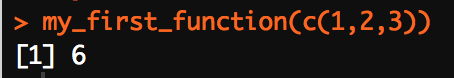 > my_first_function(c(1,2,3))
[1] 6